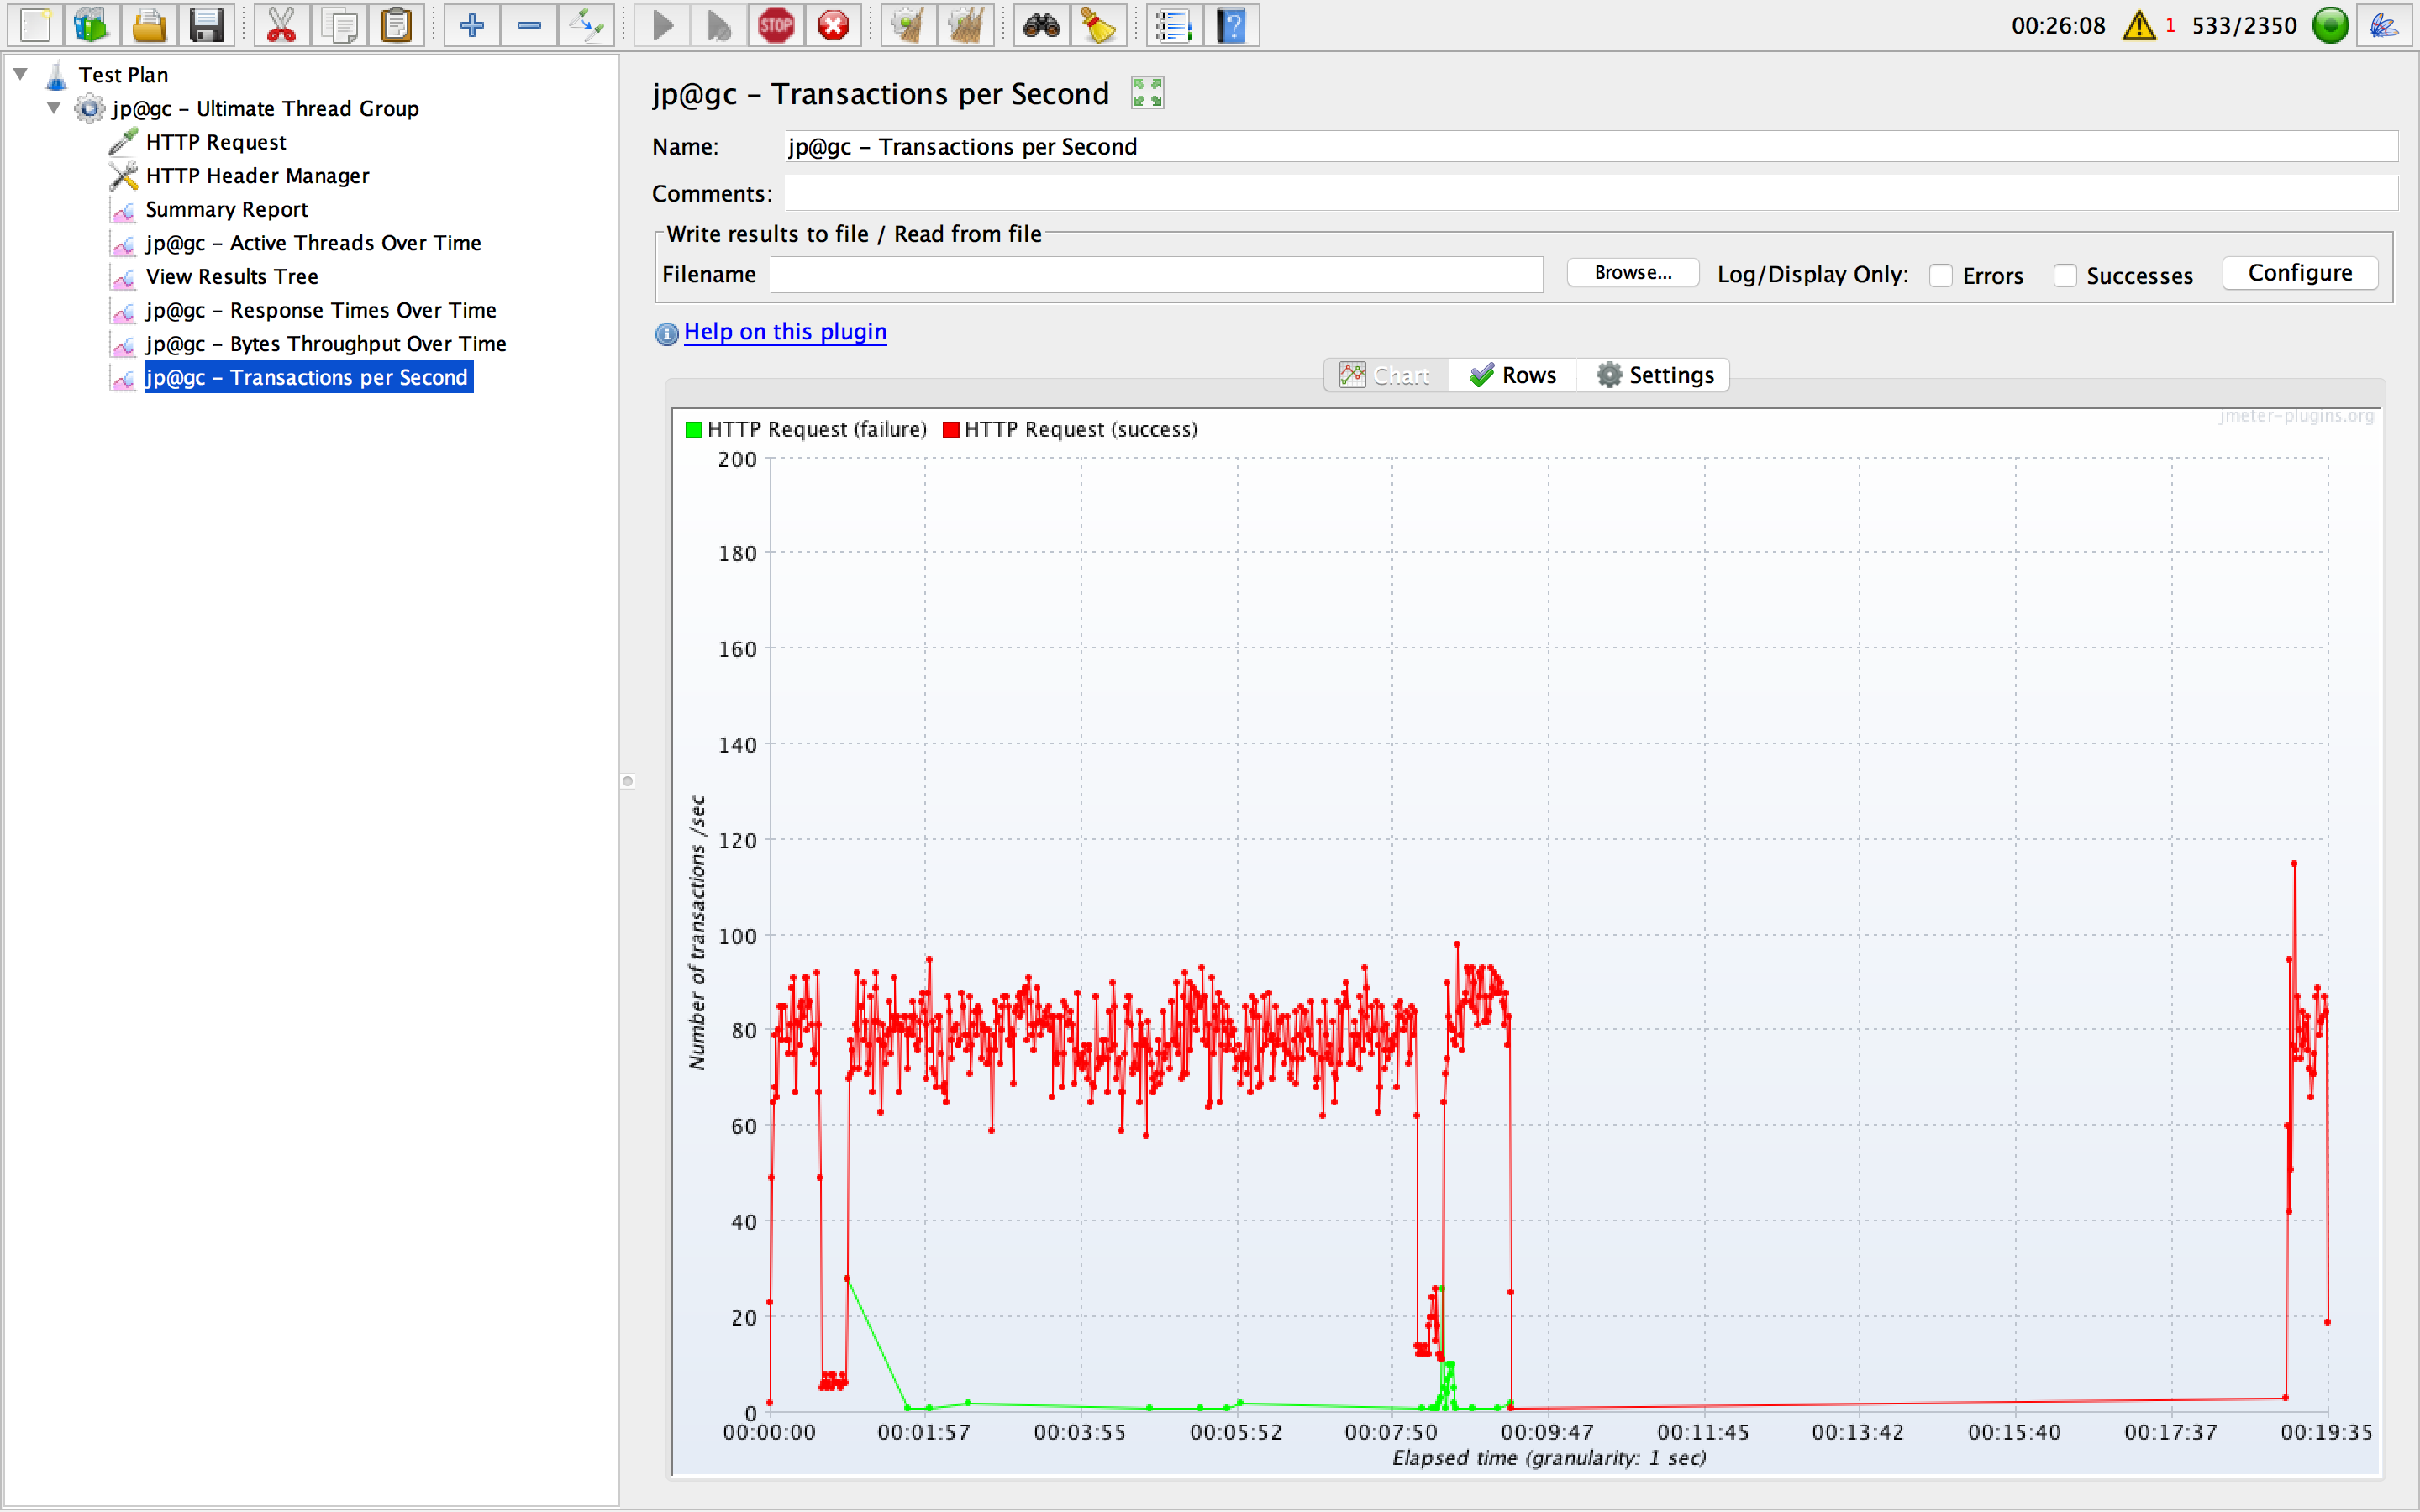 STOP
00:26:08 1 533/2350
Test Plan
jp@gc - Ultimate Thread Group
HTTP Request
HTTP Header Manager
Summary Report
jp@gc - Active Threads Over Time
View Results Tree
jp@gc - Response Times Over Time
jp@gc - Bytes Throughput Over Time
jp@gc - Transactions per Second
jp@gc - Transactions per Second
Name: jp@gc - Transactions per Second
Comments:
Write results to file / Read from file
Filename Browse... Log/Display Only: Errors Successes Configure
Help on this plugin
Chart Rows Settings
jmeter-plugins.org
HTTP Request (failure) HTTP Request (success)
200
180
160
140
120
100
80
60
40
20
0
Number of transactions /sec
00:00:00 00:01:57 00:03:55 00:05:52 00:07:50 00:09:47 00:11:45 00:13:42 00:15:40 00:17:37 00:19:35
Elapsed time (granularity: 1 sec)